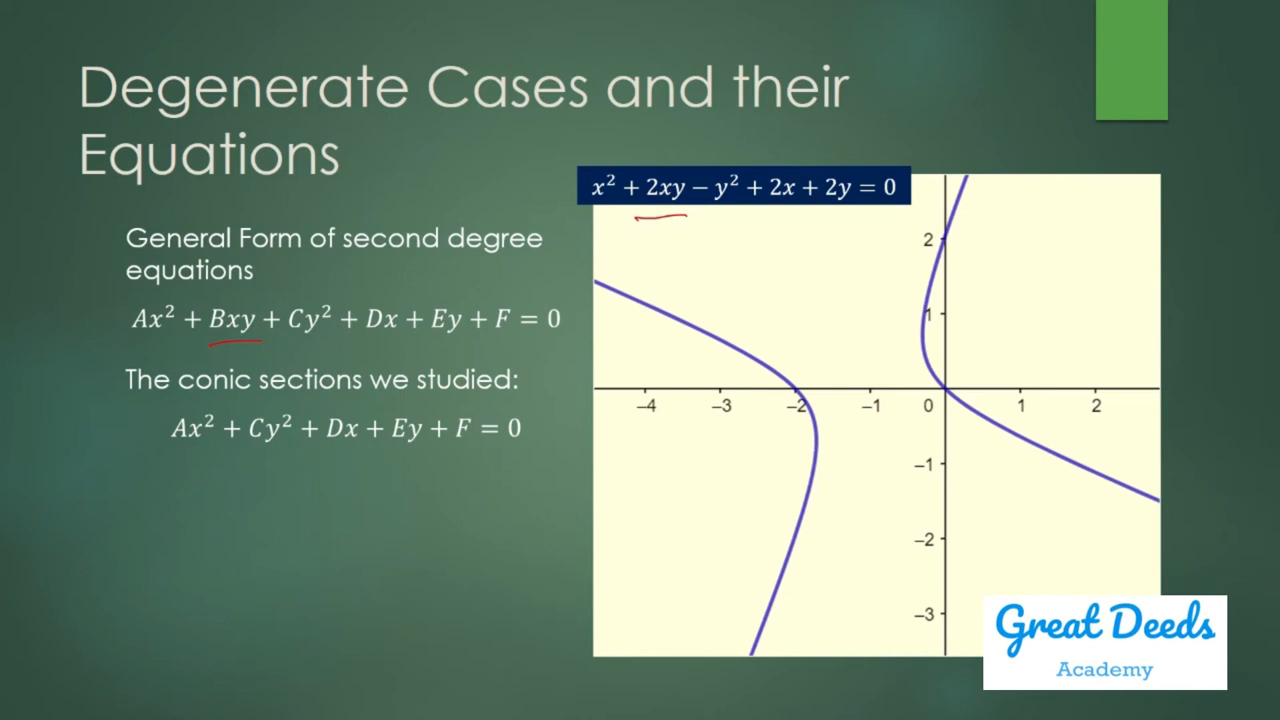 Degenerate Cases and their
Equations
x² + 2xy − y² + 2x + 2y = 0
General Form of second degree
equations
Ax² + Bxy + Cy² + Dx + Ey + F = 0
The conic sections we studied:
Ax² + Cy² + Dx + Ey + F = 0
2
1
−4 −3 −2 −1 0 1 2
−1
−2
−3
Great Deeds
Academy